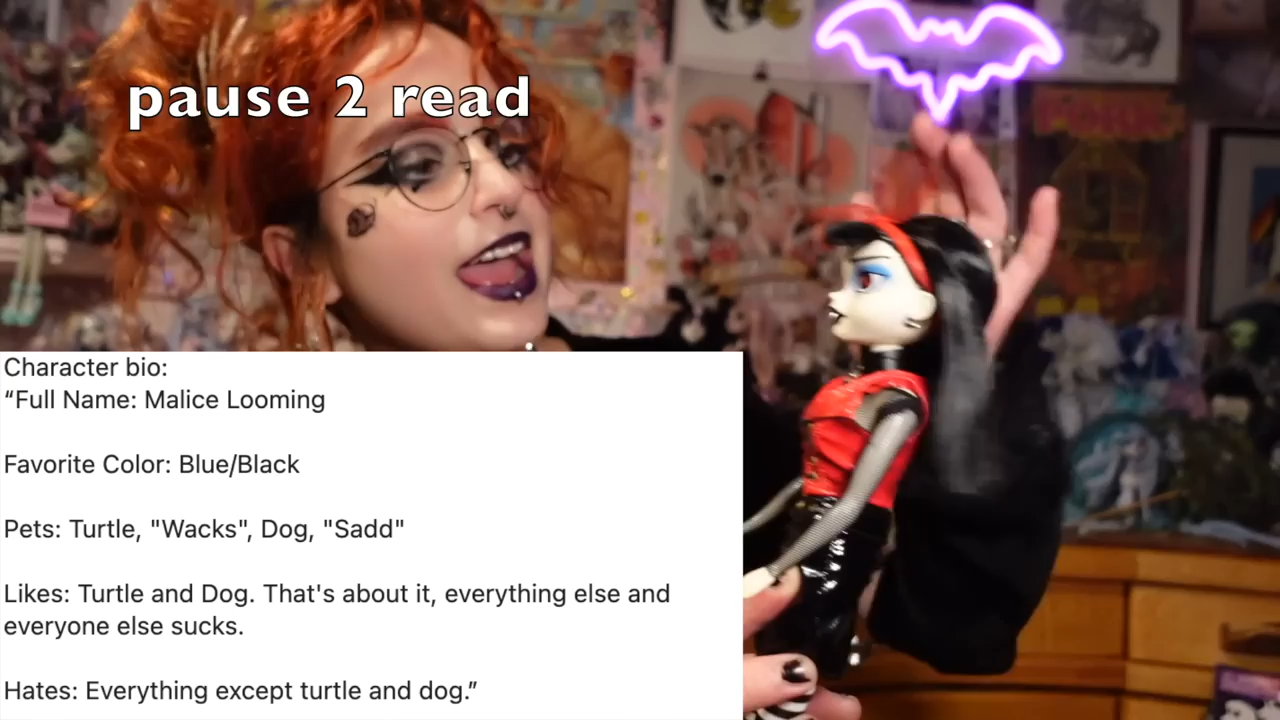 pause 2 read
Character bio:
“Full Name: Malice Looming
Favorite Color: Blue/Black
Pets: Turtle, "Wacks", Dog, "Sadd"
Likes: Turtle and Dog. That's about it, everything else and
everyone else sucks.
Hates: Everything except turtle and dog.”